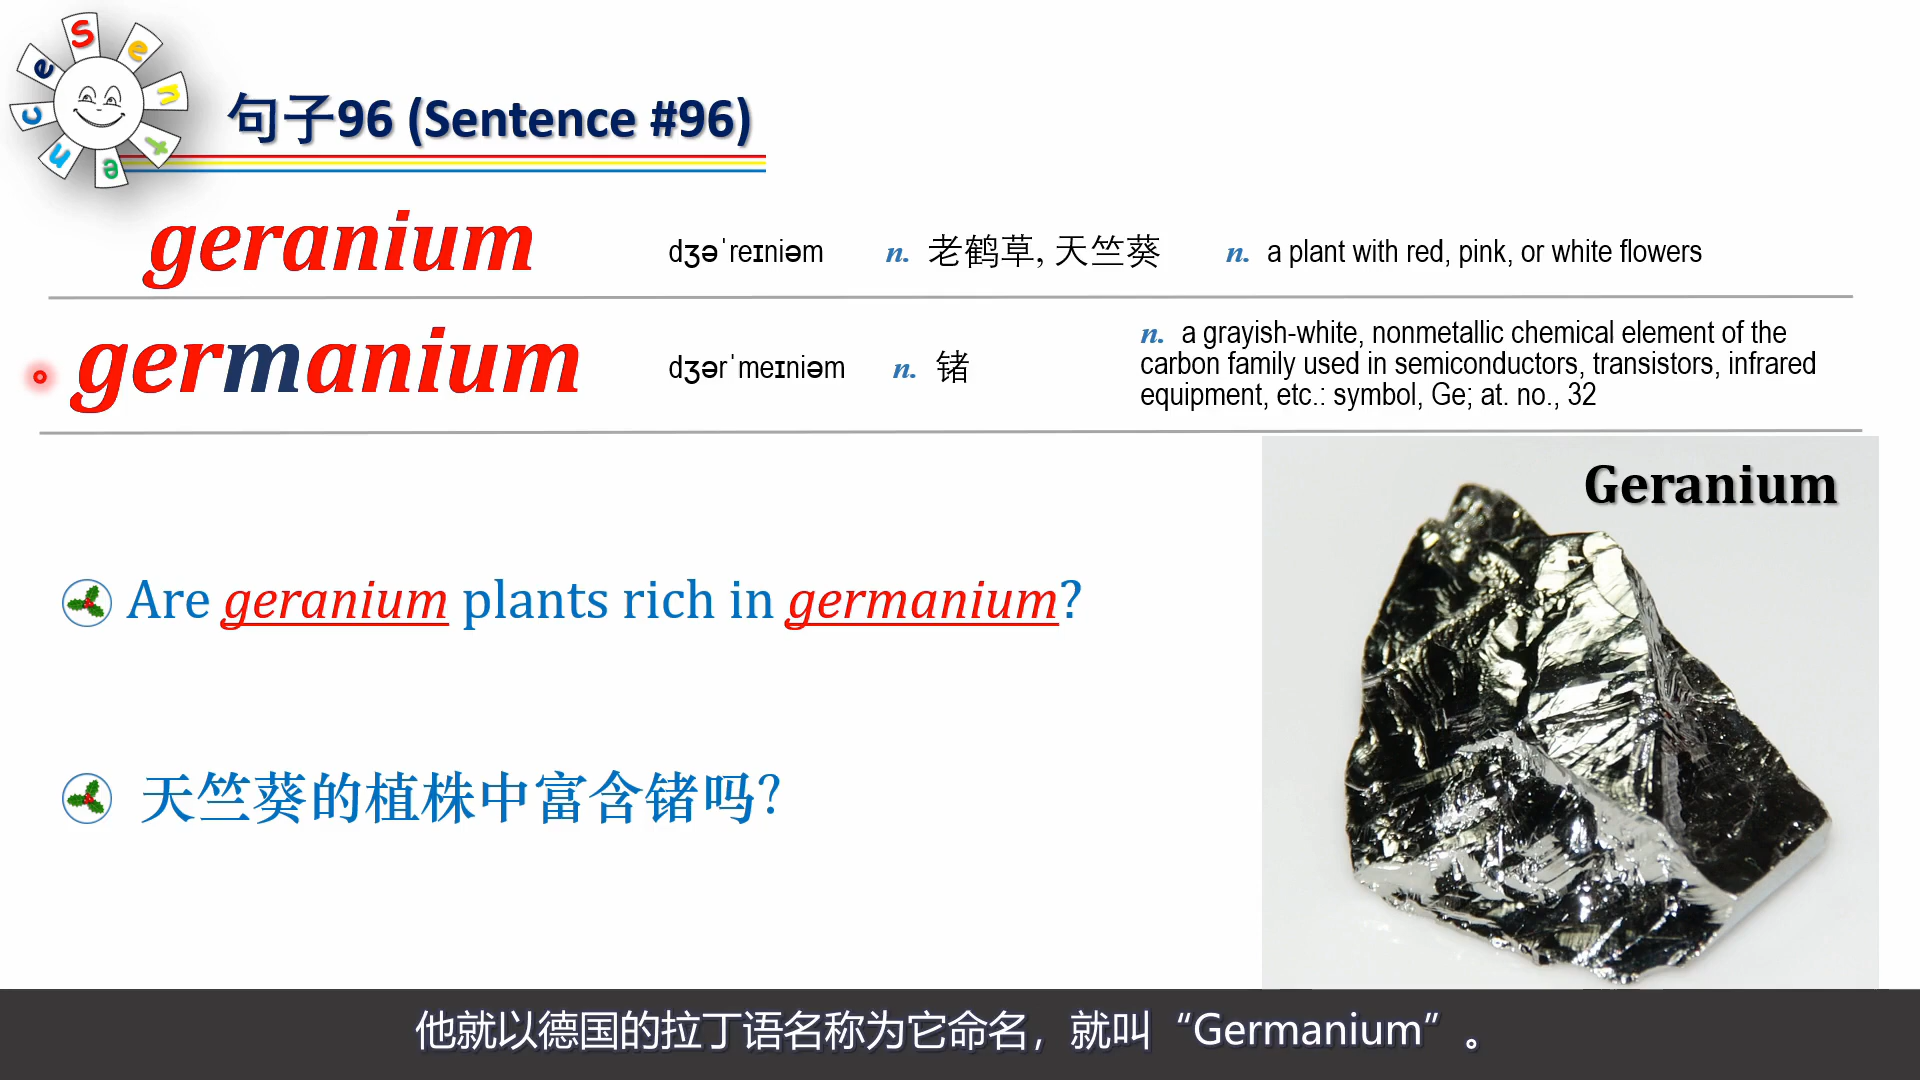 Sentence
句子96 (Sentence #96)
geranium dʒəˈreɪniəm n. 老鹤草, 天竺葵 n. a plant with red, pink, or white flowers
germanium dʒərˈmeɪniəm n. 锗
n. a grayish-white, nonmetallic chemical element of the
carbon family used in semiconductors, transistors, infrared
equipment, etc.: symbol, Ge; at. no., 32
Geranium
Are geranium plants rich in germanium?
天竺葵的植株中富含锗吗?
他就以德国的拉丁语名称为它命名，就叫“Germanium”。